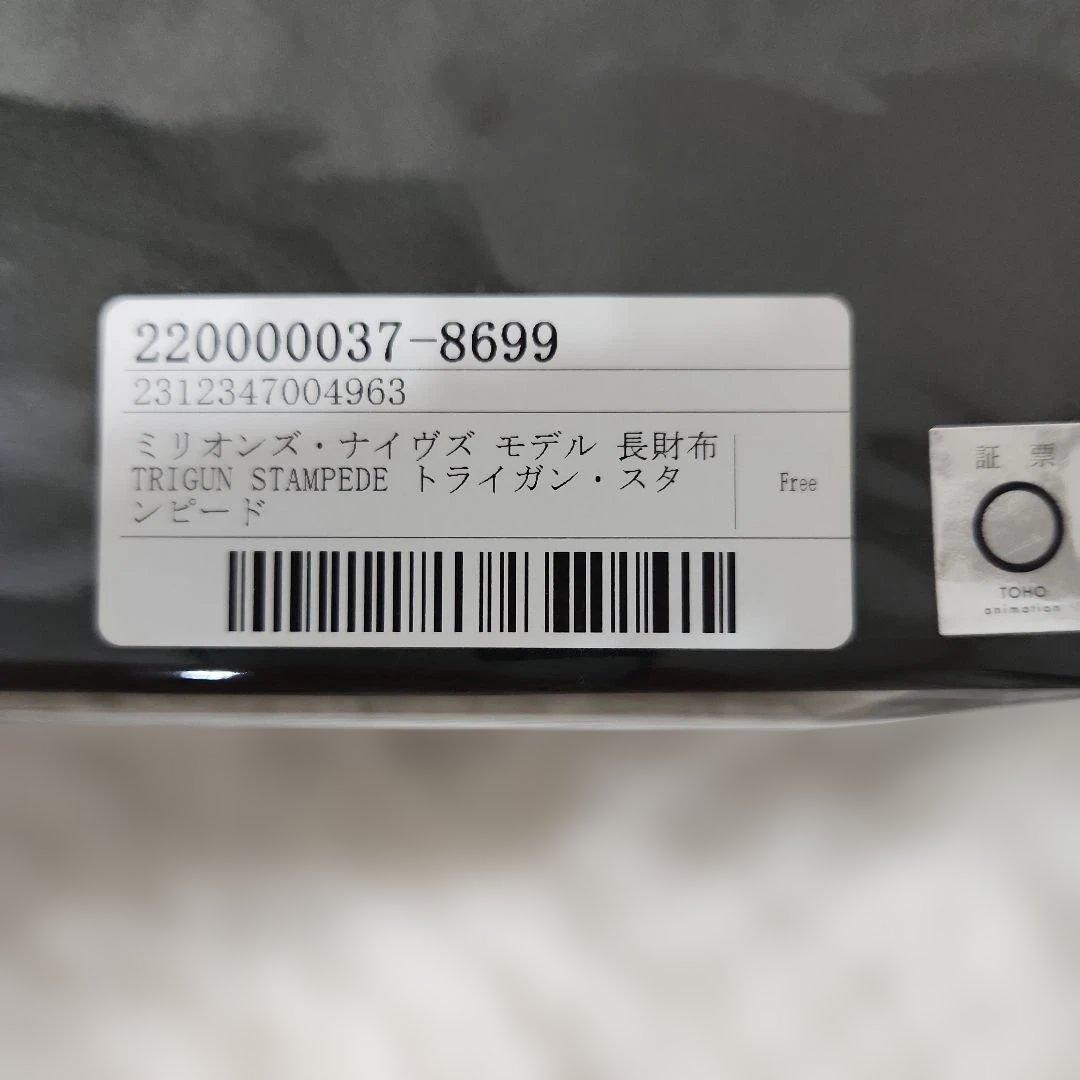 220000037-8699
2312347004963
ミリオンズ・ナイヴズ モデル 長財布
TRIGUN STAMPEDE トライガン・スタ
ンピード
Free
証 票
TOHO
animation